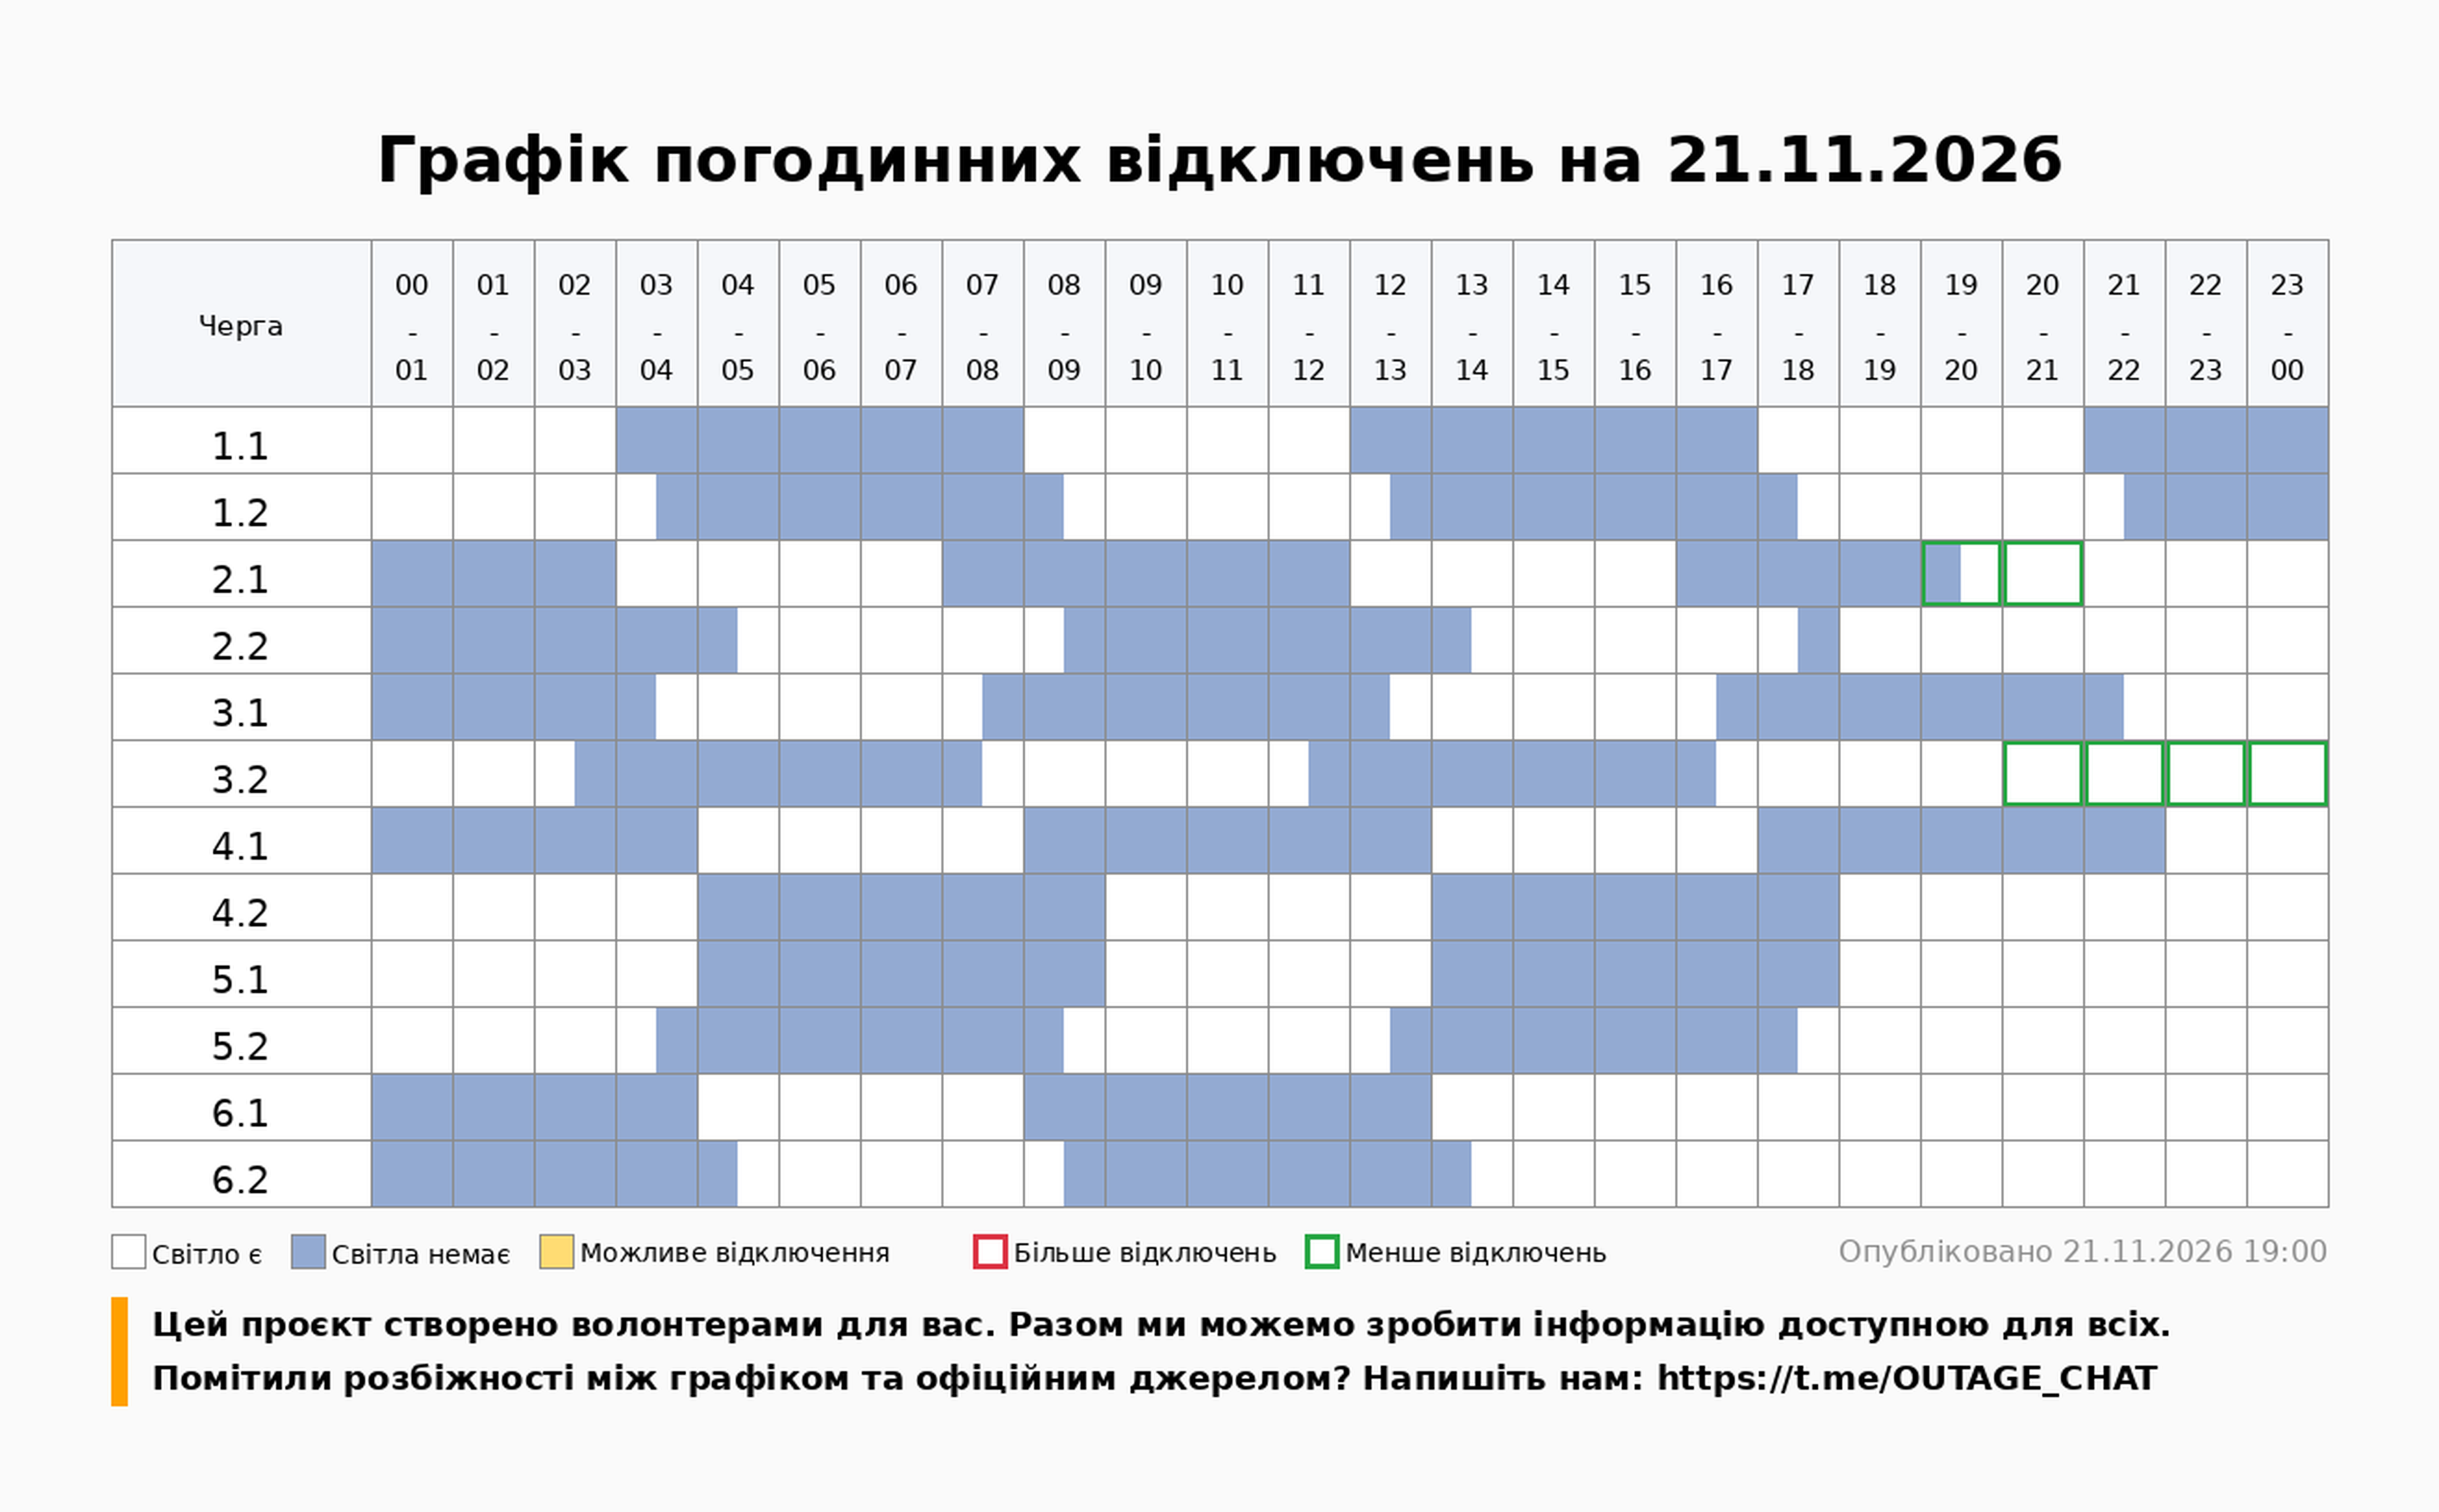 Графік погодинних відключень на 21.11.2026
Черга
00 - 01
01 - 02
02 - 03
03 - 04
04 - 05
05 - 06
06 - 07
07 - 08
08 - 09
09 - 10
10 - 11
11 - 12
12 - 13
13 - 14
14 - 15
15 - 16
16 - 17
17 - 18
18 - 19
19 - 20
20 - 21
21 - 22
22 - 23
23 - 00
1.1
1.2
2.1
2.2
3.1
3.2
4.1
4.2
5.1
5.2
6.1
6.2
Світло є
Світла немає
Можливе відключення
Більше відключень
Менше відключень
Опубліковано 21.11.2026 19:00
Цей проєкт створено волонтерами для вас. Разом ми можемо зробити інформацію доступною для всіх.
Помітили розбіжності між графіком та офіційним джерелом? Напишіть нам: https://t.me/OUTAGE_CHAT